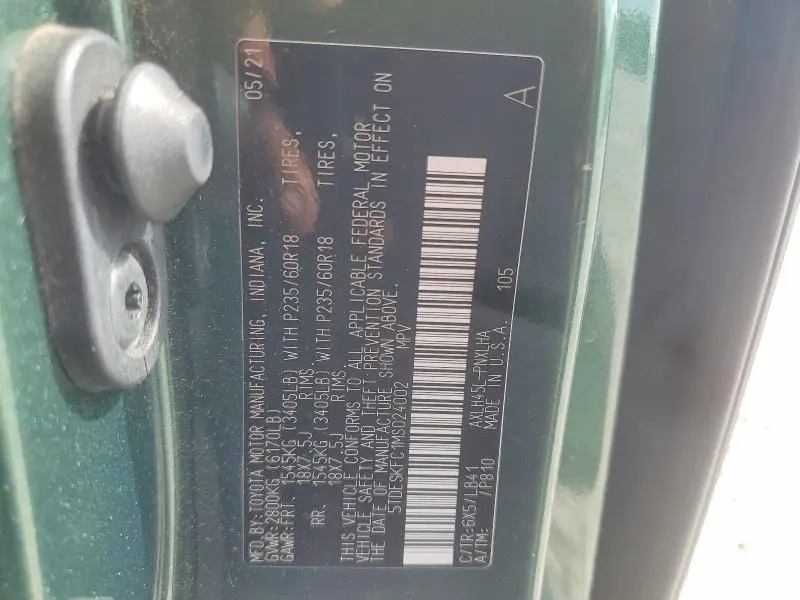 MFD.BY:TOYOTA MOTOR MANUFACTURING, INDIANA, INC. 05/21
GVWR:2800KG (6170LB)
GAWR:FRT. 1545KG (3405LB) WITH P235/60R18 TIRES,
18X7.5J RIMS,
RR. 1545KG (3405LB) WITH P235/60R18 TIRES,
18X7.5J RIMS,
THIS VEHICLE CONFORMS TO ALL APPLICABLE FEDERAL MOTOR
VEHICLE SAFETY AND THEFT PREVENTION STANDARDS IN EFFECT ON
THE DATE OF MANUFACTURE SHOWN ABOVE.
5TDESKFC1MS024002 MPV
C/TR:6X5/LB41 AXLH45L-PNXLHA 105
A/TM: /P810 MADE IN U.S.A.
A